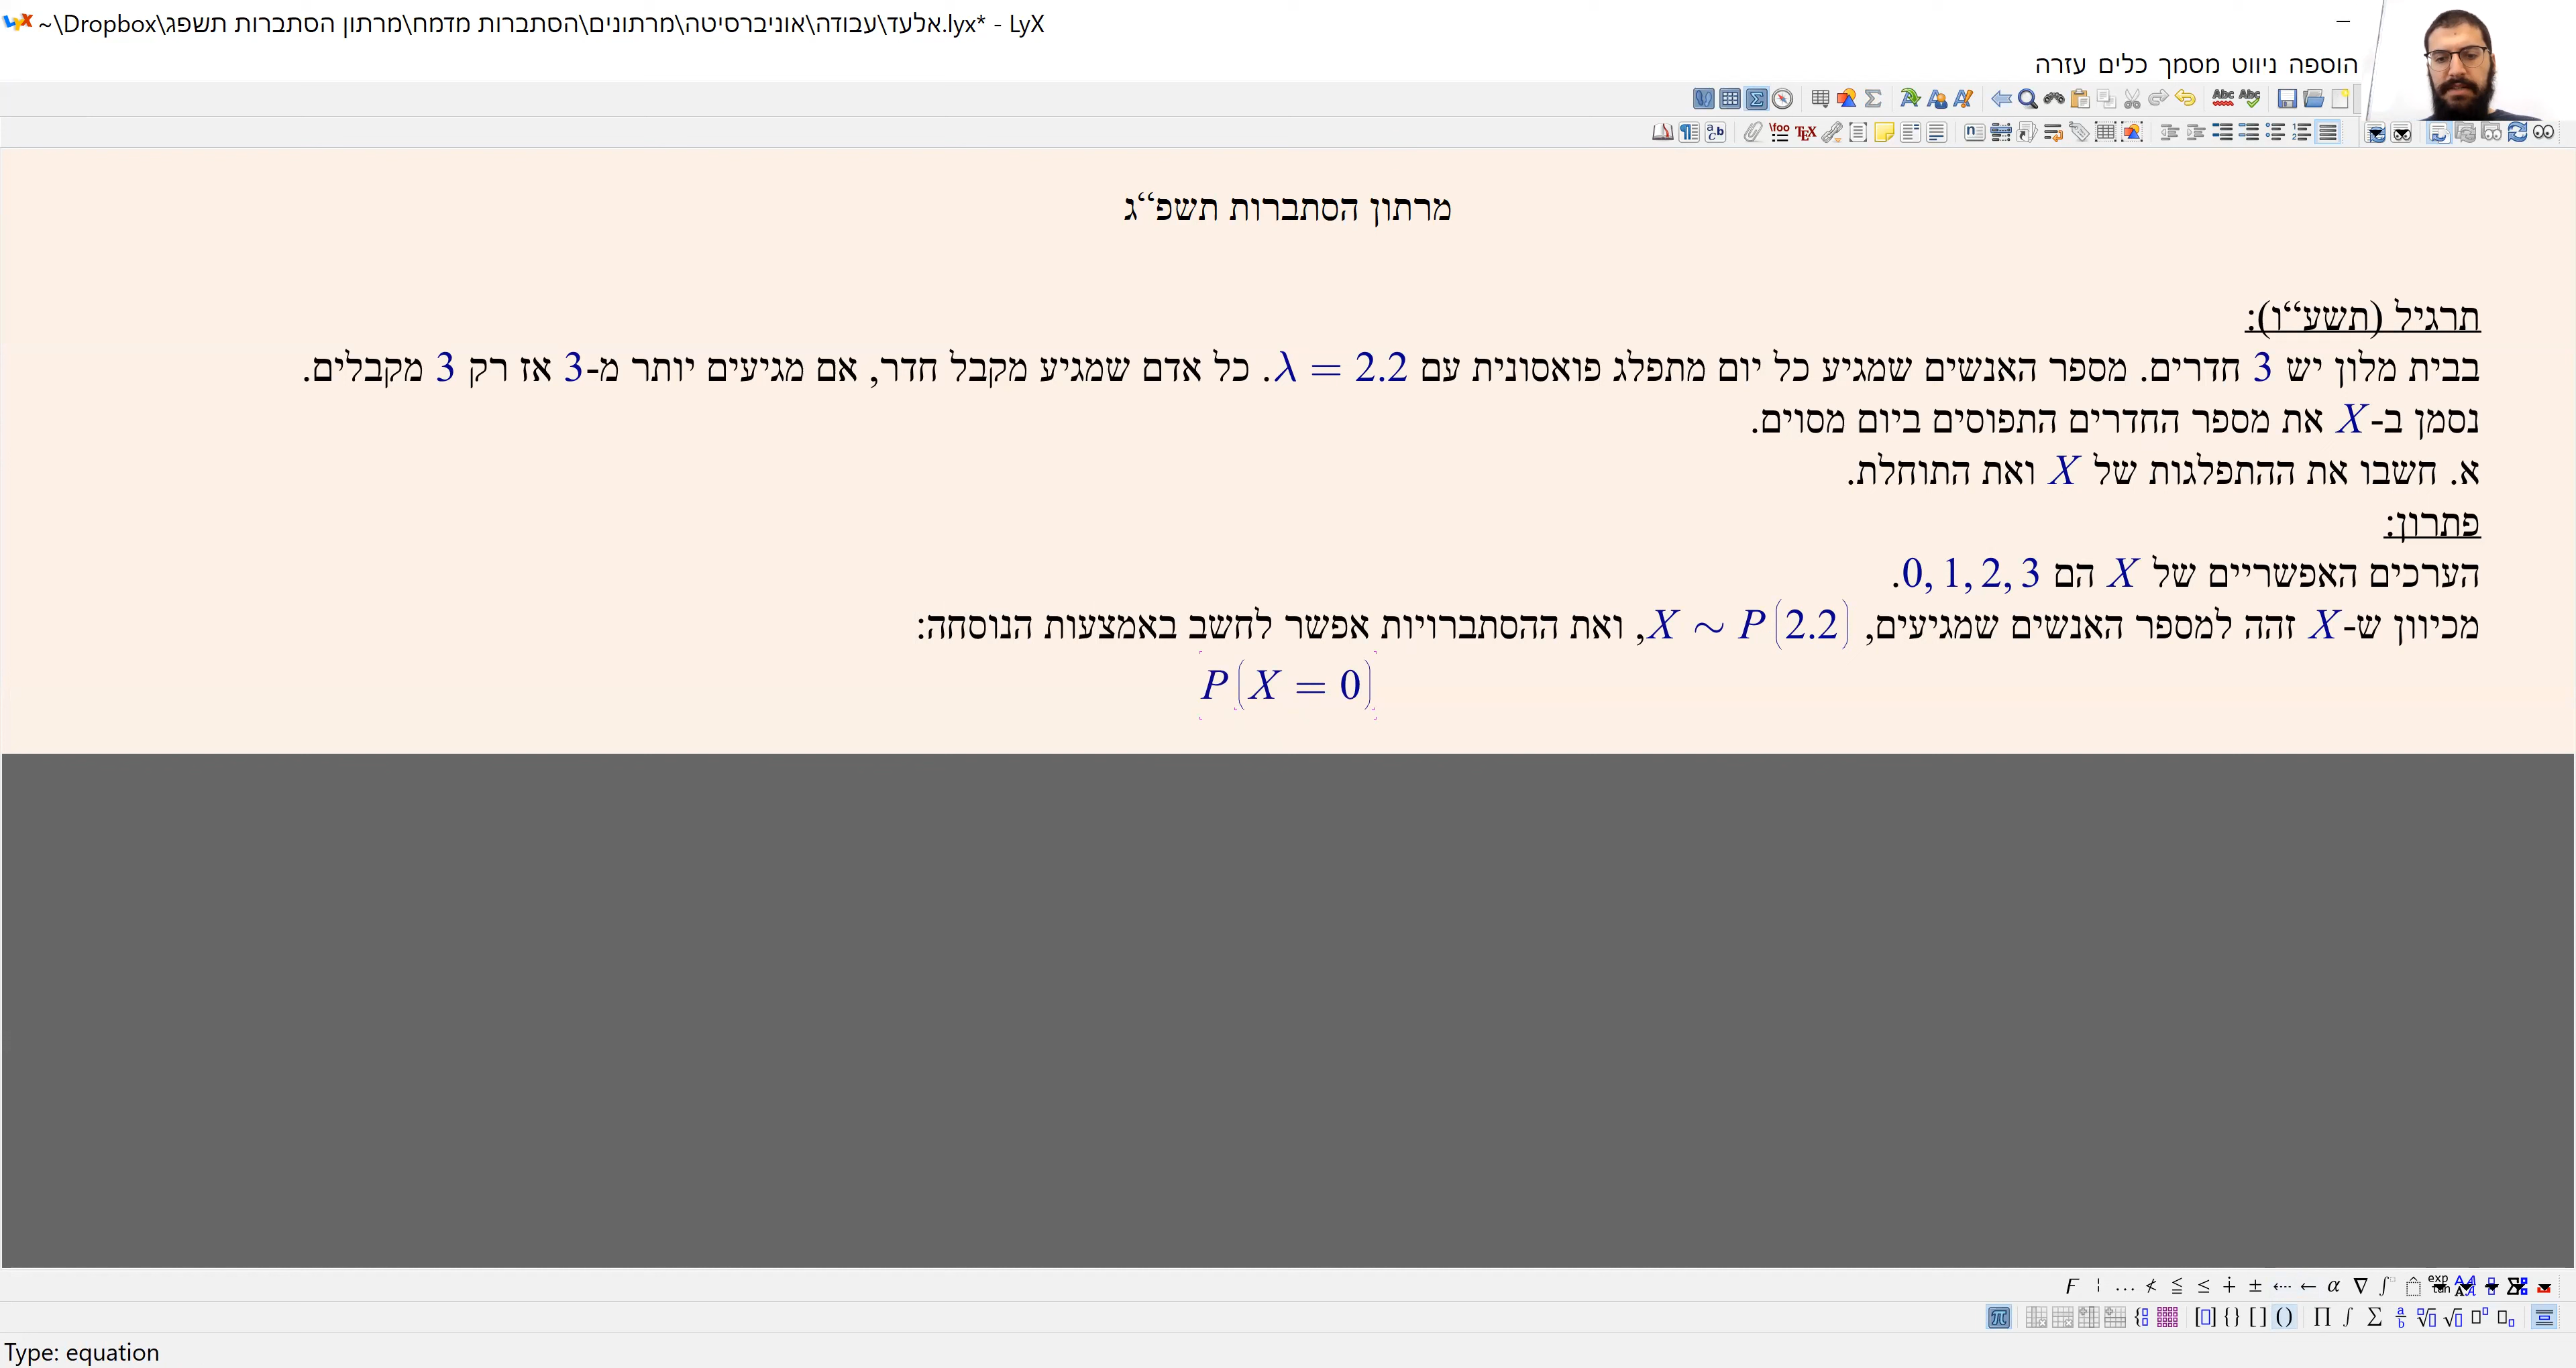 ~\Dropbox\אלעד\עבודה\אוניברסיטה\מרתונים\הסתברות מדמח\מרתון הסתברות תשפג.lyx* - LyX
הוספה ניווט מסמך כלים עזרה
מרתון הסתברות תשפ“ג
תרגיל (תשע“ו):
בבית מלון יש 3 חדרים. מספר האנשים שמגיע כל יום מתפלג פואסונית עם λ = 2.2. כל אדם שמגיע מקבל חדר, אם מגיעים יותר מ-3 אז רק 3 מקבלים.
נסמן ב-X את מספר החדרים התפוסים ביום מסוים.
א. חשבו את ההתפלגות של X ואת התוחלת.
פתרון:
הערכים האפשריים של X הם 0, 1, 2, 3.
מכיוון ש-X זהה למספר האנשים שמגיעים, X ∼ P(2.2), ואת ההסתברויות אפשר לחשב באמצעות הנוסחה:
P(X = 0)
Type: equation